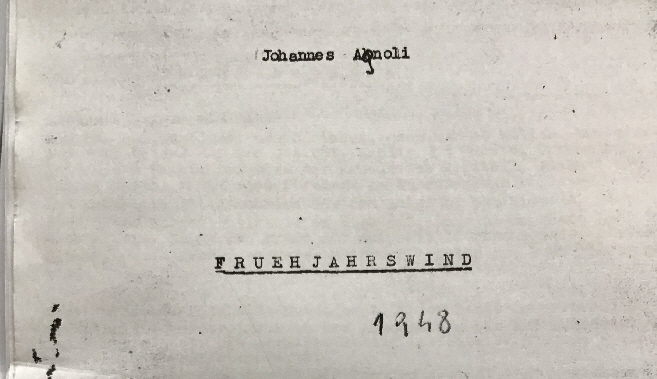 Johannes Agnoli
FRUEHJAHRSWIND
1948